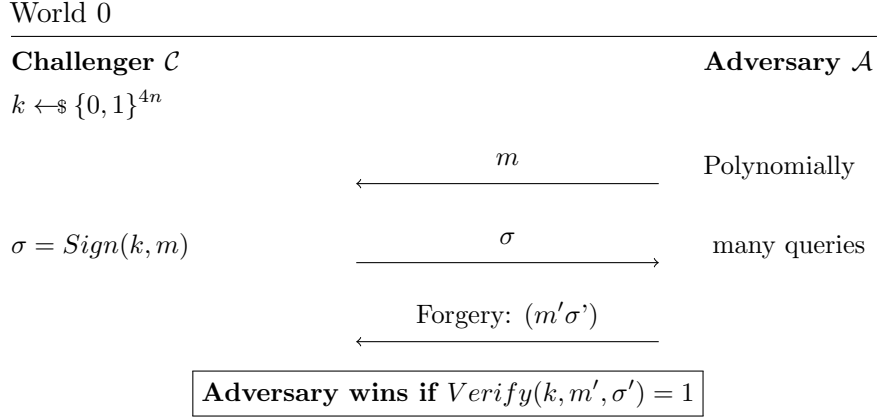 World 0
Challenger 𝒞 Adversary 𝒜
k ←$ {0, 1}^{4n}
m Polynomially
σ = Sign(k, m) σ many queries
Forgery: (m′σ’)
Adversary wins if Verify(k, m′, σ′) = 1